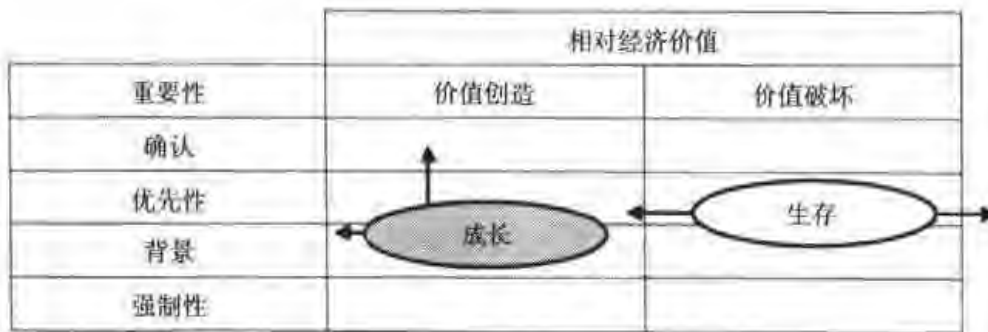 相对经济价值
重要性 价值创造 价值破坏
确认
优先性 生存
成长
背景
强制性